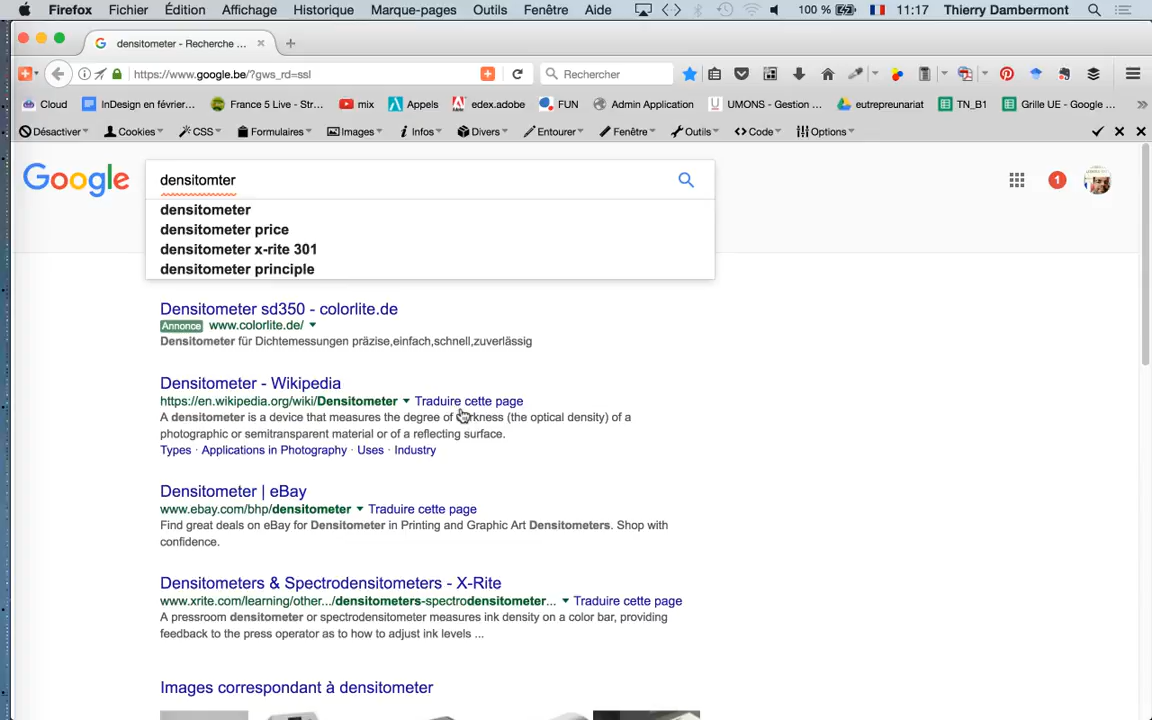 Firefox Fichier Édition Affichage Historique Marque-pages Outils Fenêtre Aide 100 % 11:17 Thierry Dambermont
densitometer - Recherche ...
https://www.google.be/?gws_rd=ssl Rechercher
Cloud InDesign en février... France 5 Live - Str... mix Appels edex.adobe FUN Admin Application UMONS - Gestion ... eutrepreunariat TN_B1 Grille UE - Google ...
Désactiver Cookies CSS Formulaires Images Infos Divers Entourer Fenêtre Outils Code Options
Google densitomter 1
densitometer
densitometer price
densitometer x-rite 301
densitometer principle
Densitometer sd350 - colorlite.de
Annonce www.colorlite.de/
Densitometer für Dichtemessungen präzise,einfach,schnell,zuverlässig
Densitometer - Wikipedia
https://en.wikipedia.org/wiki/Densitometer Traduire cette page
A densitometer is a device that measures the degree of darkness (the optical density) of a
photographic or semitransparent material or of a reflecting surface.
Types · Applications in Photography · Uses · Industry
Densitometer | eBay
www.ebay.com/bhp/densitometer Traduire cette page
Find great deals on eBay for Densitometer in Printing and Graphic Art Densitometers. Shop with
confidence.
Densitometers & Spectrodensitometers - X-Rite
www.xrite.com/learning/other.../densitometers-spectrodensitometer... Traduire cette page
A pressroom densitometer or spectrodensitometer measures ink density on a color bar, providing
feedback to the press operator as to how to adjust ink levels ...
Images correspondant à densitometer